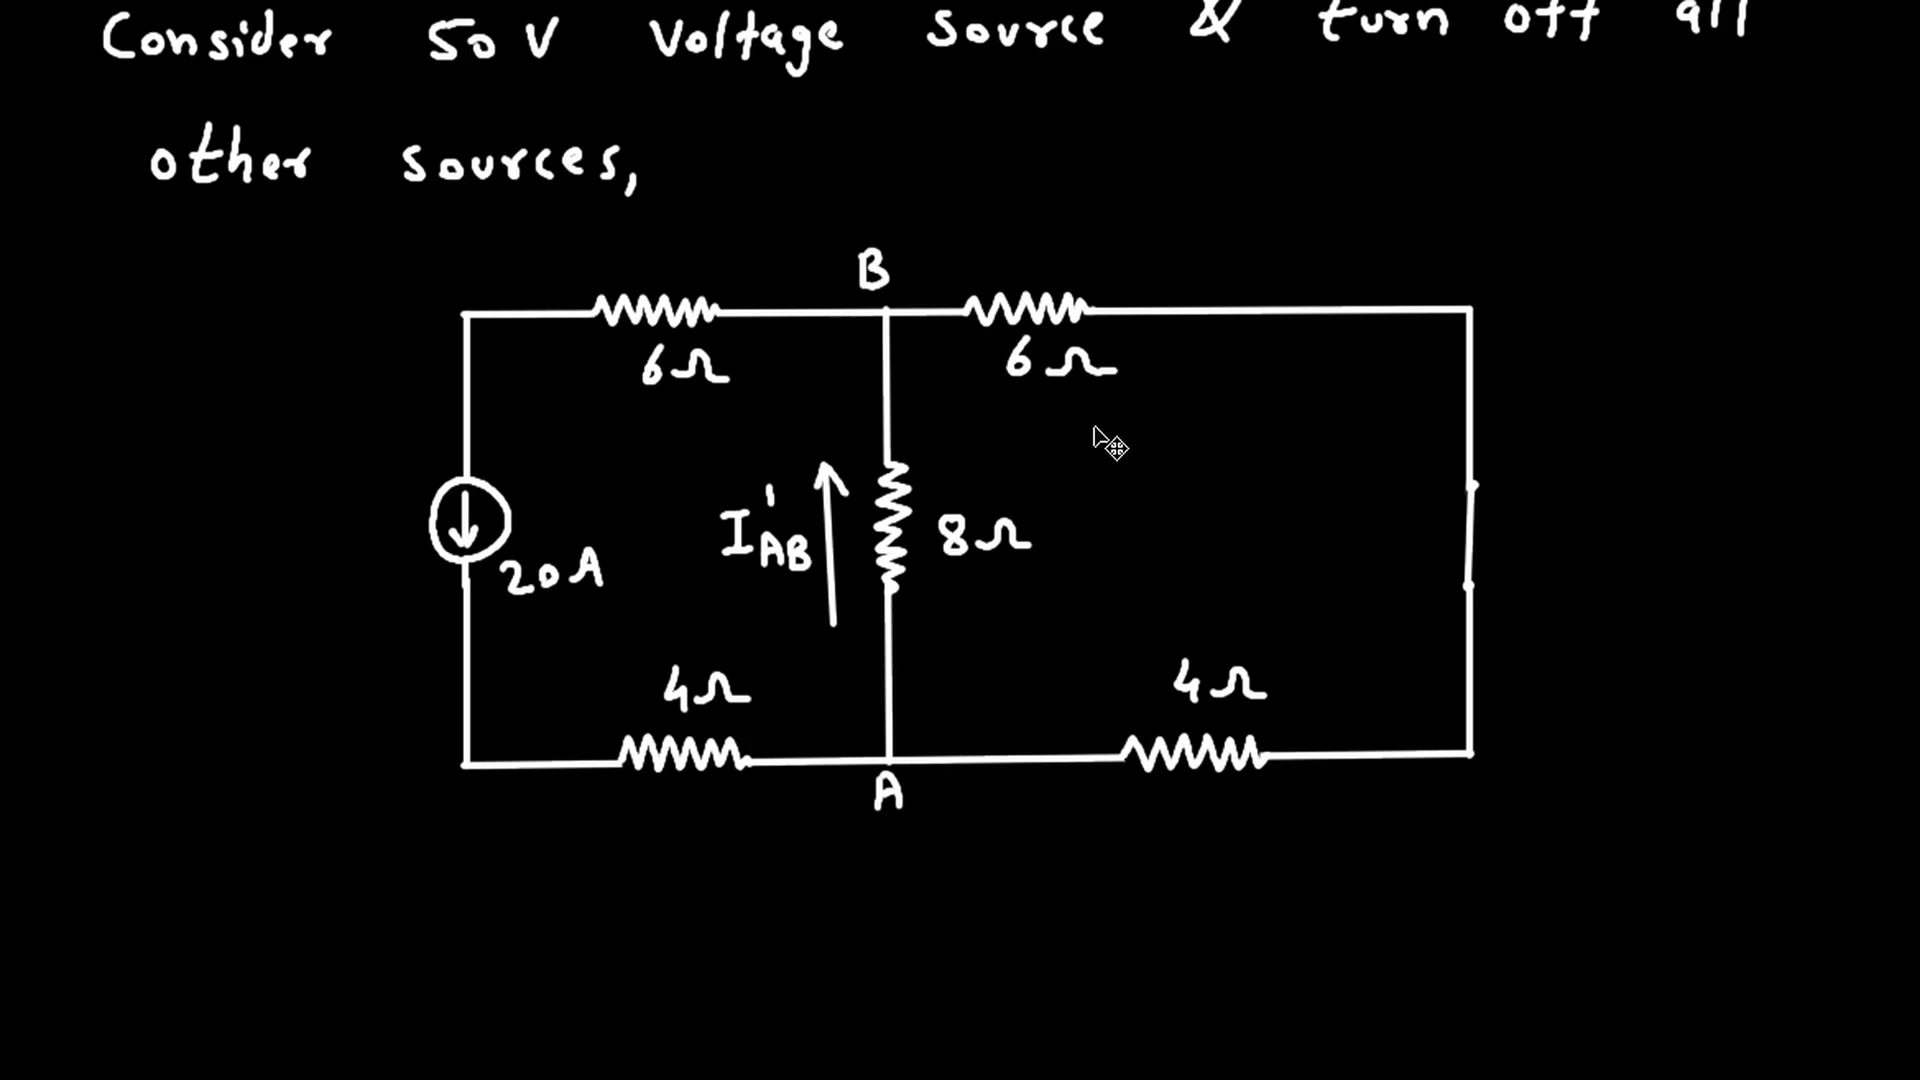 Consider 50 V Voltage Source & turn off all
other sources,
B
6Ω 6Ω
I'AB 8Ω
20A
4Ω 4Ω
A